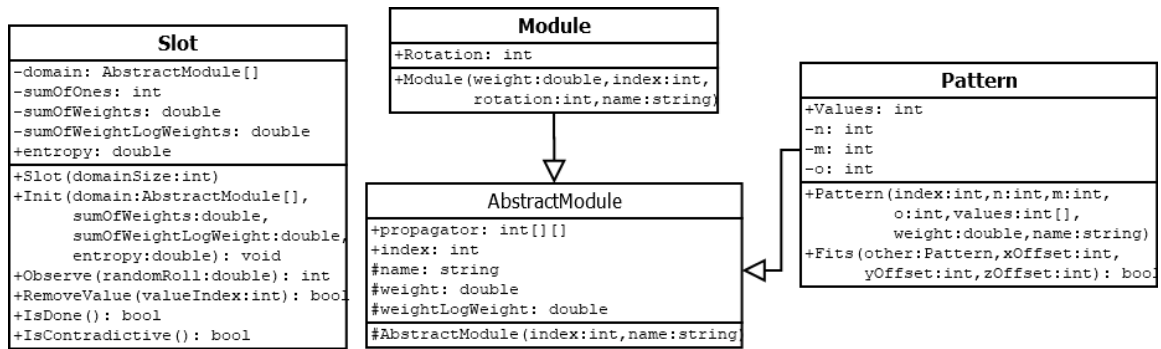 Slot
-domain: AbstractModule[]
-sumOfOnes: int
-sumOfWeights: double
-sumOfWeightLogWeights: double
+entropy: double
+Slot(domainSize:int)
+Init(domain:AbstractModule[],
sumOfWeights:double,
sumOfWeightLogWeight:double,
entropy:double): void
+Observe(randomRoll:double): int
+RemoveValue(valueIndex:int): bool
+IsDone(): bool
+IsContradictive(): bool
Module
+Rotation: int
+Module(weight:double,index:int,
rotation:int,name:string)
AbstractModule
+propagator: int[][]
+index: int
#name: string
#weight: double
#weightLogWeight: double
#AbstractModule(index:int,name:string)
Pattern
+Values: int
-n: int
-m: int
-o: int
+Pattern(index:int,n:int,m:int,
o:int,values:int[],
weight:double,name:string)
+Fits(other:Pattern,xOffset:int,
yOffset:int,zOffset:int): bool